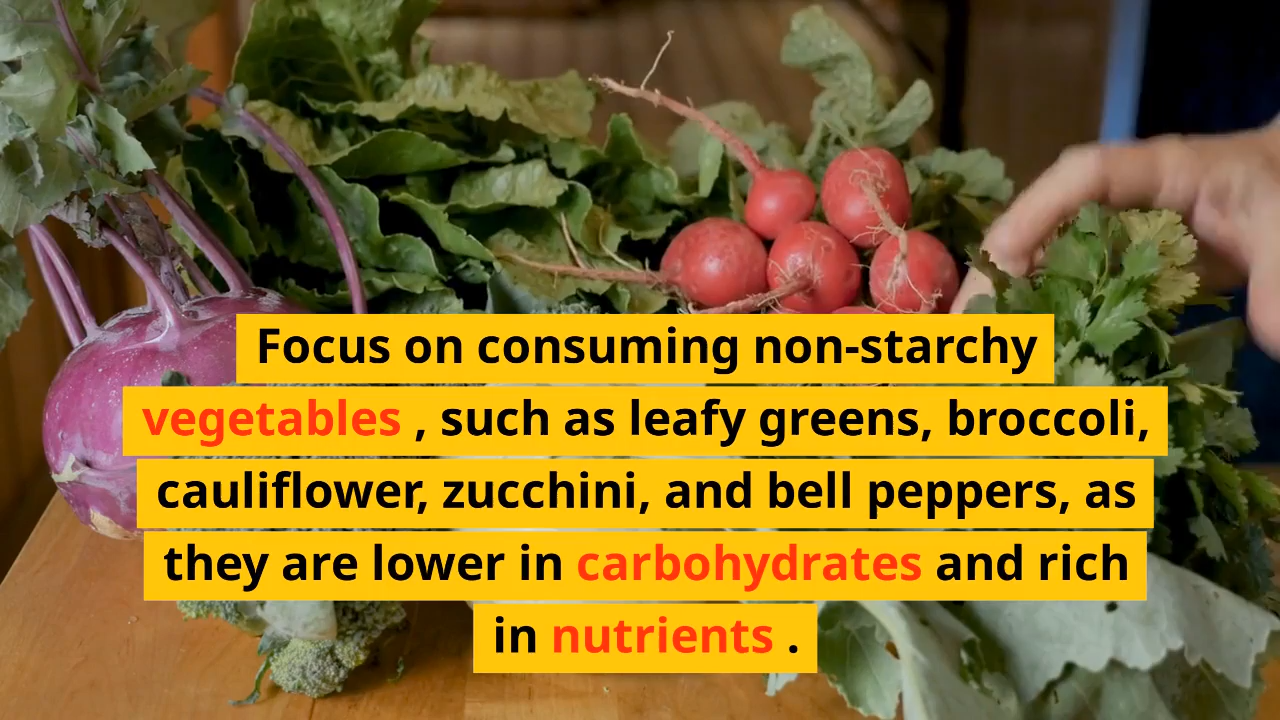 Focus on consuming non-starchy
vegetables , such as leafy greens, broccoli,
cauliflower, zucchini, and bell peppers, as
they are lower in carbohydrates and rich
in nutrients .